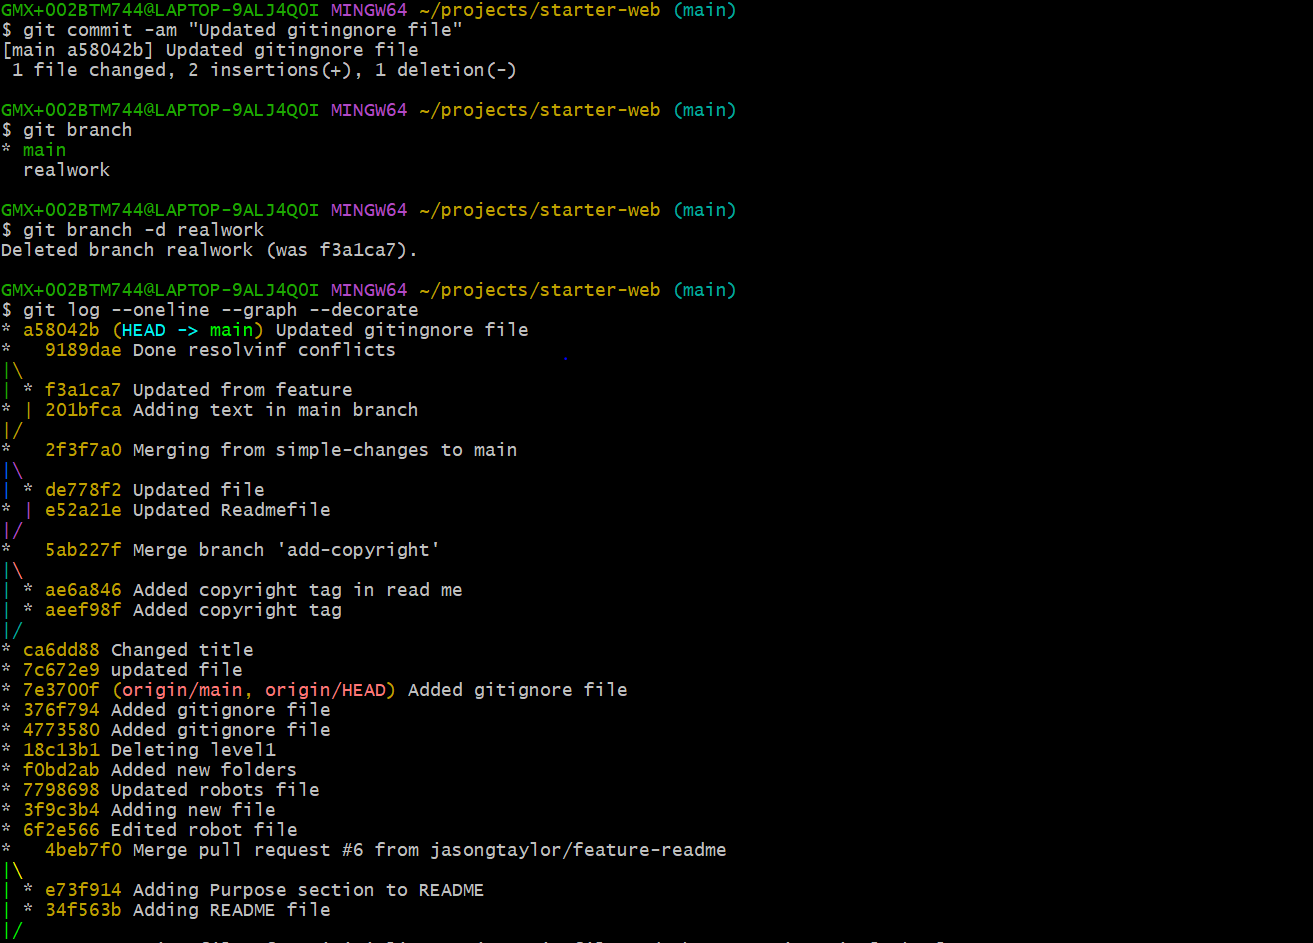 GMX+002BTM744@LAPTOP-9ALJ4Q0I MINGW64 ~/projects/starter-web (main)
$ git commit -am "Updated gitingnore file"
[main a58042b] Updated gitingnore file
 1 file changed, 2 insertions(+), 1 deletion(-)

GMX+002BTM744@LAPTOP-9ALJ4Q0I MINGW64 ~/projects/starter-web (main)
$ git branch
* main
  realwork

GMX+002BTM744@LAPTOP-9ALJ4Q0I MINGW64 ~/projects/starter-web (main)
$ git branch -d realwork
Deleted branch realwork (was f3a1ca7).

GMX+002BTM744@LAPTOP-9ALJ4Q0I MINGW64 ~/projects/starter-web (main)
$ git log --oneline --graph --decorate
* a58042b (HEAD -> main) Updated gitingnore file
*   9189dae Done resolvinf conflicts
|\
| * f3a1ca7 Updated from feature
* | 201bfca Adding text in main branch
|/
*   2f3f7a0 Merging from simple-changes to main
|\
| * de778f2 Updated file
* | e52a21e Updated Readmefile
|/
*   5ab227f Merge branch 'add-copyright'
|\
| * ae6a846 Added copyright tag in read me
| * aeef98f Added copyright tag
|/
* ca6dd88 Changed title
* 7c672e9 updated file
* 7e3700f (origin/main, origin/HEAD) Added gitignore file
* 376f794 Added gitignore file
* 4773580 Added gitignore file
* 18c13b1 Deleting level1
* f0bd2ab Added new folders
* 7798698 Updated robots file
* 3f9c3b4 Adding new file
* 6f2e566 Edited robot file
*   4beb7f0 Merge pull request #6 from jasongtaylor/feature-readme
|\
| * e73f914 Adding Purpose section to README
| * 34f563b Adding README file
|/